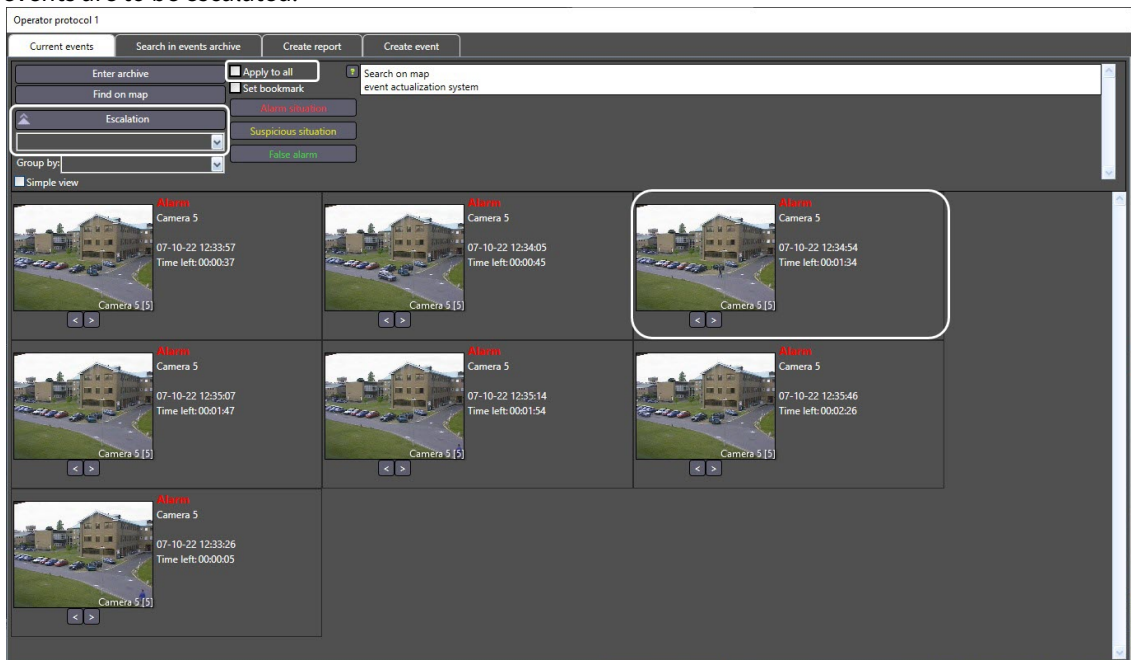 events are to be escalated.
Operator protocol 1
Current events
Search in events archive
Create report
Create event
Enter archive
Apply to all
?
Search on map
Find on map
Set bookmark
event actualization system
Alarm situation
Escalation
Suspicious situation
False alarm
Group by:
Simple view
Alarm
Camera 5
07-10-22 12:33:57
Time left: 00:00:37
Camera 5 [5]
< >
Alarm
Camera 5
07-10-22 12:34:05
Time left: 00:00:45
Camera 5 [5]
< >
Alarm
Camera 5
07-10-22 12:34:54
Time left: 00:01:34
Camera 5 [5]
< >
Alarm
Camera 5
07-10-22 12:35:07
Time left: 00:01:47
Camera 5 [5]
< >
Alarm
Camera 5
07-10-22 12:35:14
Time left: 00:01:54
Camera 5 [5]
< >
Alarm
Camera 5
07-10-22 12:35:46
Time left: 00:02:26
Camera 5 [5]
< >
Alarm
Camera 5
07-10-22 12:33:26
Time left: 00:00:05
Camera 5 [5]
< >